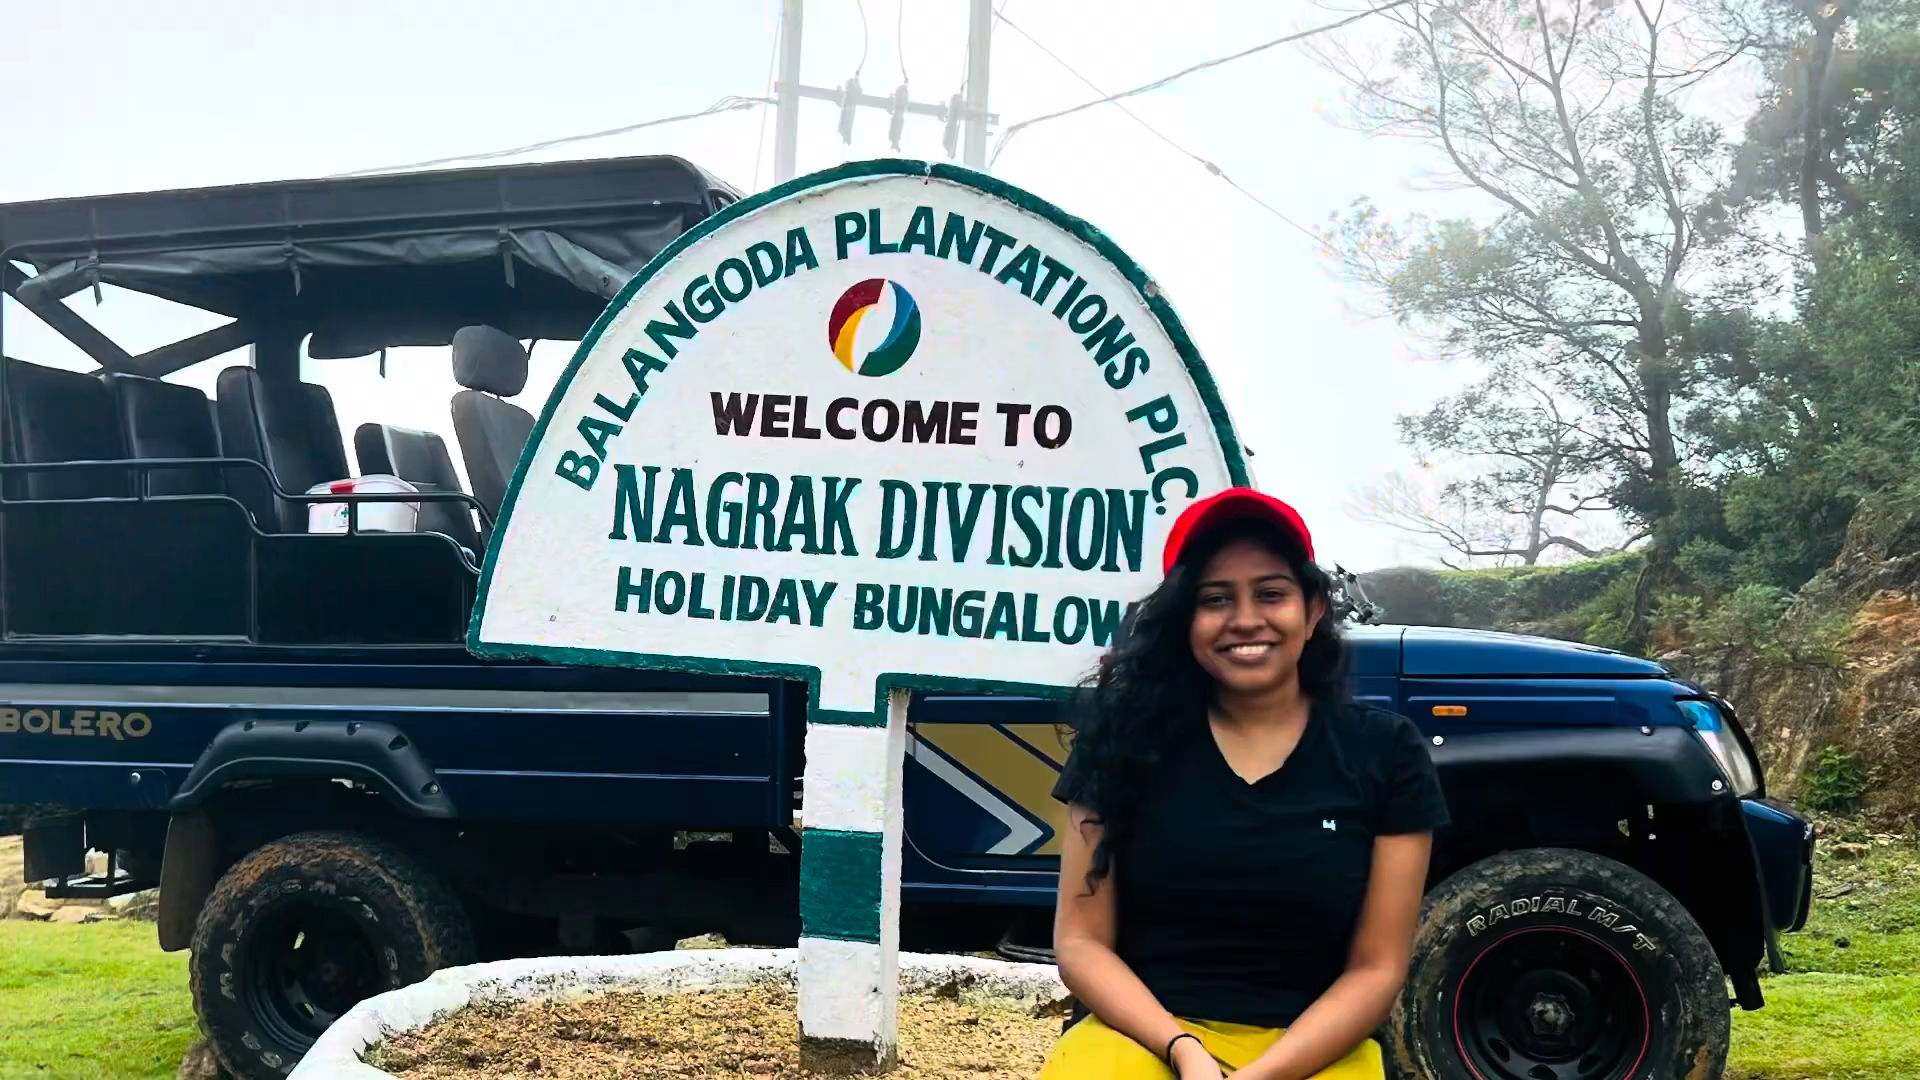 BALANGODA PLANTATIONS PLC.
WELCOME TO
NAGRAK DIVISION
HOLIDAY BUNGALOW
BOLERO
RADIAL M/T